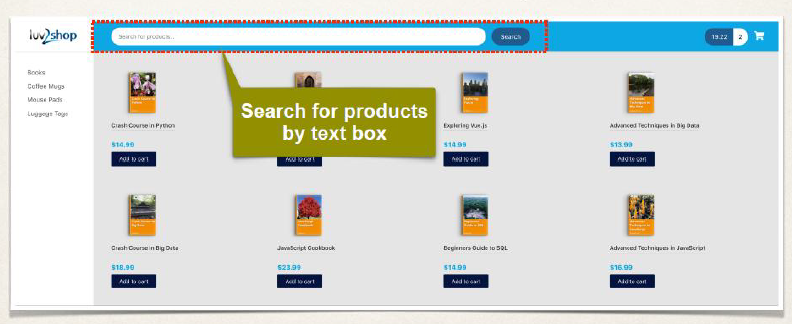 luv2shop
Search for products...
Search
19.22 2
Books
Coffee Mugs
Mouse Pads
Luggage Tags
Search for products
by text box
Crash Course in Python
Exploring Vue.js
Advanced Techniques in Big Data
$14.99
$14.99
$13.99
Add to cart
Add to cart
Add to cart
Add to cart
Crash Course in Big Data
JavaScript Cookbook
Beginners Guide to SQL
Advanced Techniques in JavaScript
$18.99
$23.99
$14.99
$16.99
Add to cart
Add to cart
Add to cart
Add to cart